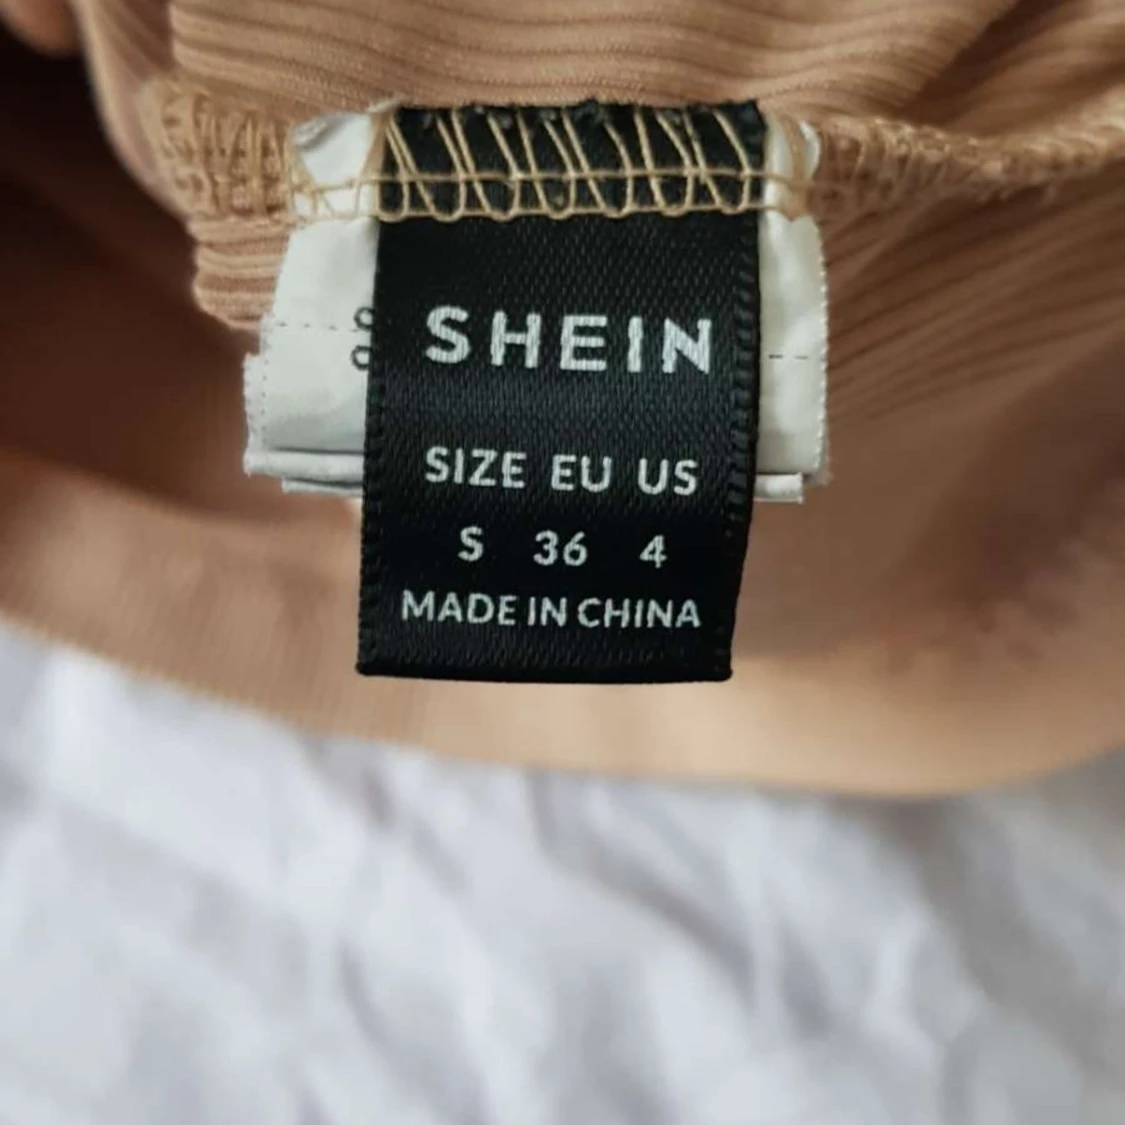 SHEIN
SIZE EU US
S 36 4
MADE IN CHINA